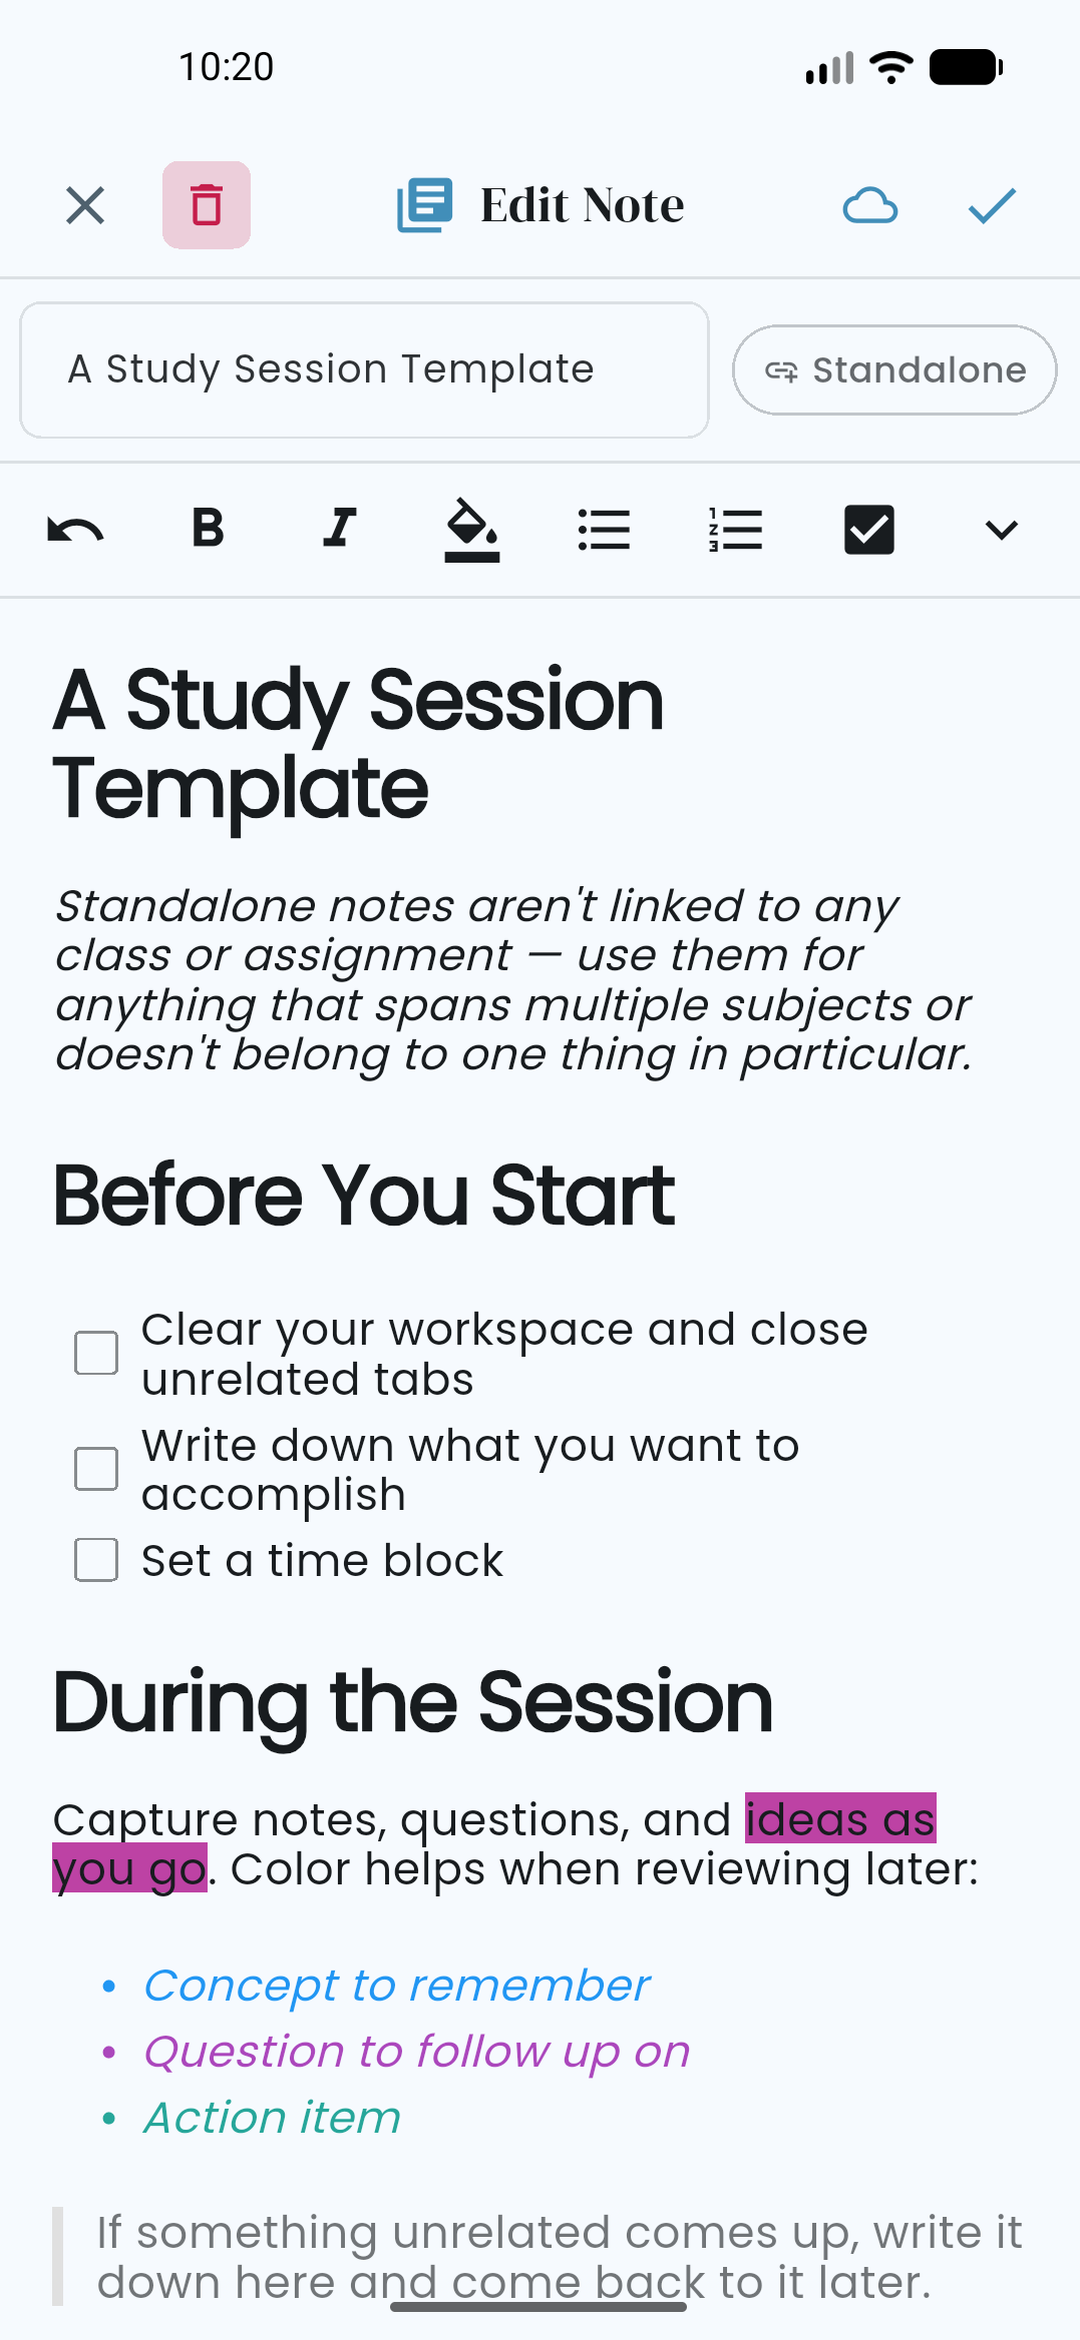 10:20
Edit Note
A Study Session Template
Standalone
B
I
A Study Session
Template
Standalone notes aren't linked to any
class or assignment — use them for
anything that spans multiple subjects or
doesn't belong to one thing in particular.
Before You Start
Clear your workspace and close
unrelated tabs
Write down what you want to
accomplish
Set a time block
During the Session
Capture notes, questions, and ideas as
you go. Color helps when reviewing later:
• Concept to remember
• Question to follow up on
• Action item
If something unrelated comes up, write it
down here and come back to it later.